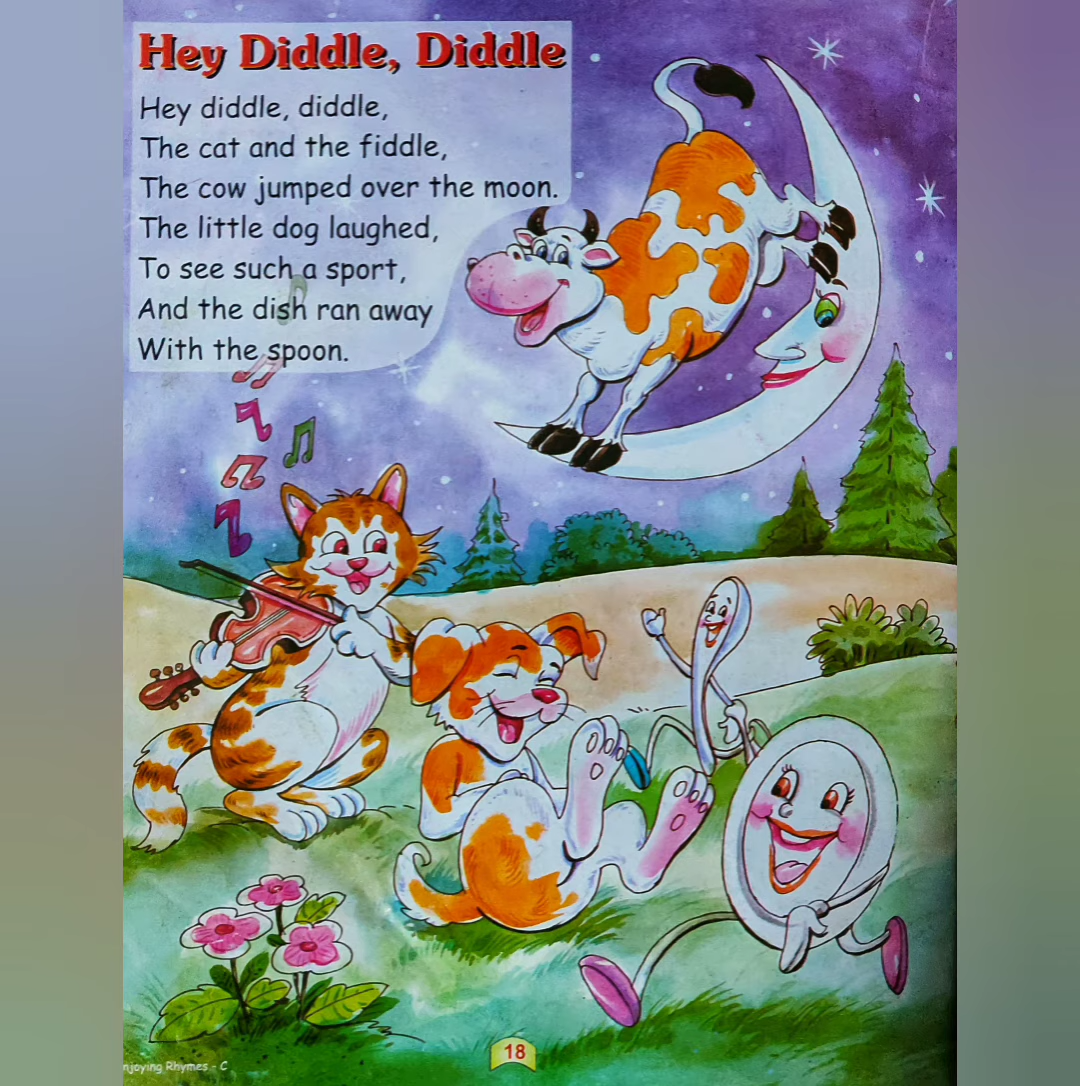 Hey Diddle, Diddle
Hey diddle, diddle,
The cat and the fiddle,
The cow jumped over the moon.
The little dog laughed,
To see such a sport,
And the dish ran away
With the spoon.
18
njoying Rhymes - C